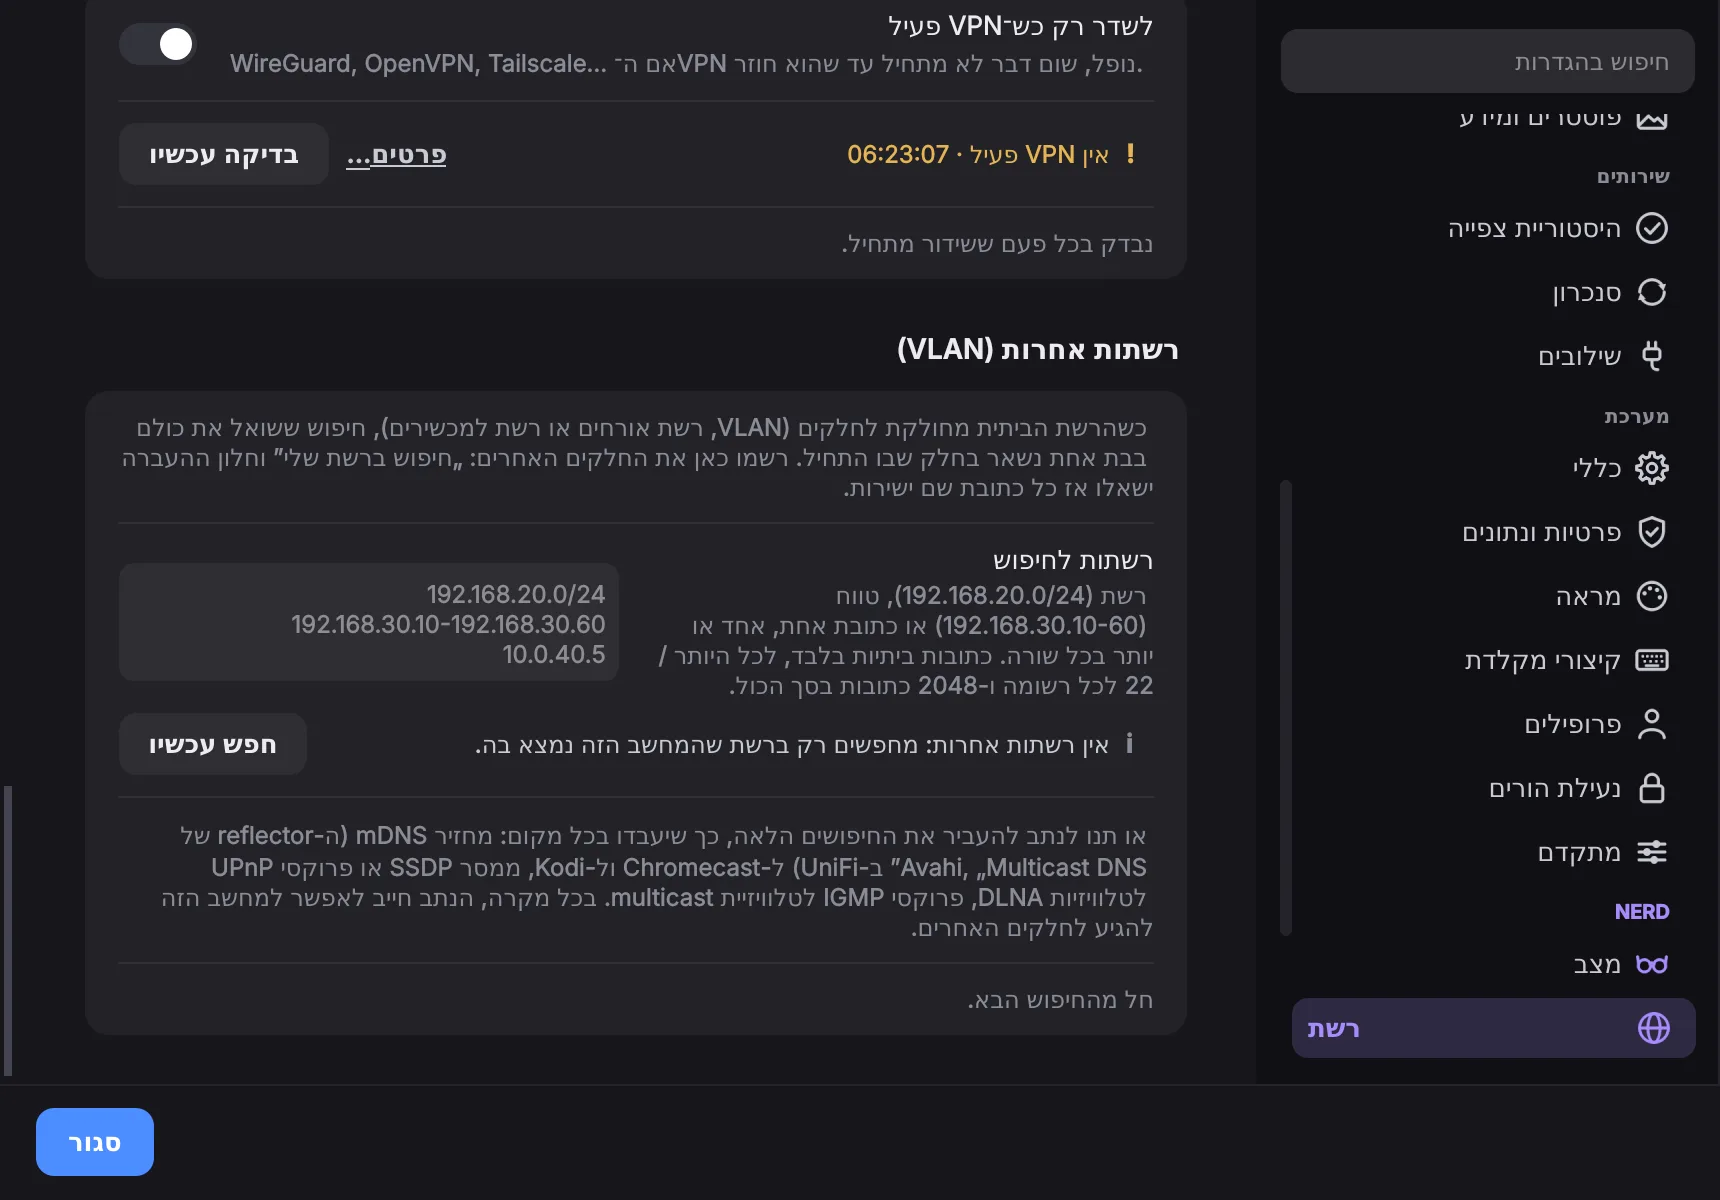 חיפוש בהגדרות
פוסטרים ומידע
שירותים
היסטוריית צפייה
סנכרון
שילובים
מערכת
כללי
פרטיות ונתונים
מראה
קיצורי מקלדת
פרופילים
נעילת הורים
מתקדם
NERD
מצב
רשת
לשדר רק כש־VPN פעיל
WireGuard, OpenVPN, Tailscale... אם ה־VPN נופל, שום דבר לא מתחיל עד שהוא חוזר.
! אין VPN פעיל · 06:23:07
פרטים...
בדיקה עכשיו
נבדק בכל פעם ששידור מתחיל.
רשתות אחרות (VLAN)
כשהרשת הביתית מחולקת לחלקים (VLAN, רשת אורחים או רשת למכשירים), חיפוש ששואל את כולם
בבת אחת נשאר בחלק שבו התחיל. רשמו כאן את החלקים האחרים: „חיפוש ברשת שלי” וחלון ההעברה
ישאלו אז כל כתובת שם ישירות.
רשתות לחיפוש
רשת (192.168.20.0/24), טווח
(192.168.30.10-60) או כתובת אחת, אחד או
יותר בכל שורה. כתובות ביתיות בלבד, לכל היותר /
22 לכל רשומה ו-2048 כתובות בסך הכול.
192.168.20.0/24
192.168.30.10-192.168.30.60
10.0.40.5
אין רשתות אחרות: מחפשים רק ברשת שהמחשב הזה נמצא בה.
חפש עכשיו
או תנו לנתב להעביר את החיפושים הלאה, כך שיעבדו בכל מקום: מחזיר mDNS (ה-reflector של
Avahi, „Multicast DNS” ב-UniFi) ל-Chromecast ול-Kodi, ממסר SSDP או פרוקסי UPnP
לטלוויזיות DLNA, פרוקסי IGMP לטלוויזיית multicast. בכל מקרה, הנתב חייב לאפשר למחשב הזה
להגיע לחלקים האחרים.
חל מהחיפוש הבא.
סגור